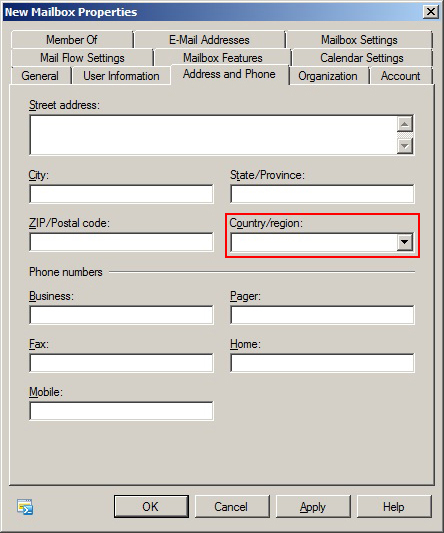 New Mailbox Properties
Member Of E-Mail Addresses Mailbox Settings
Mail Flow Settings Mailbox Features Calendar Settings
General User Information Address and Phone Organization Account
Street address:
City: State/Province:
ZIP/Postal code: Country/region:
Phone numbers
Business: Pager:
Fax: Home:
Mobile:
OK Cancel Apply Help